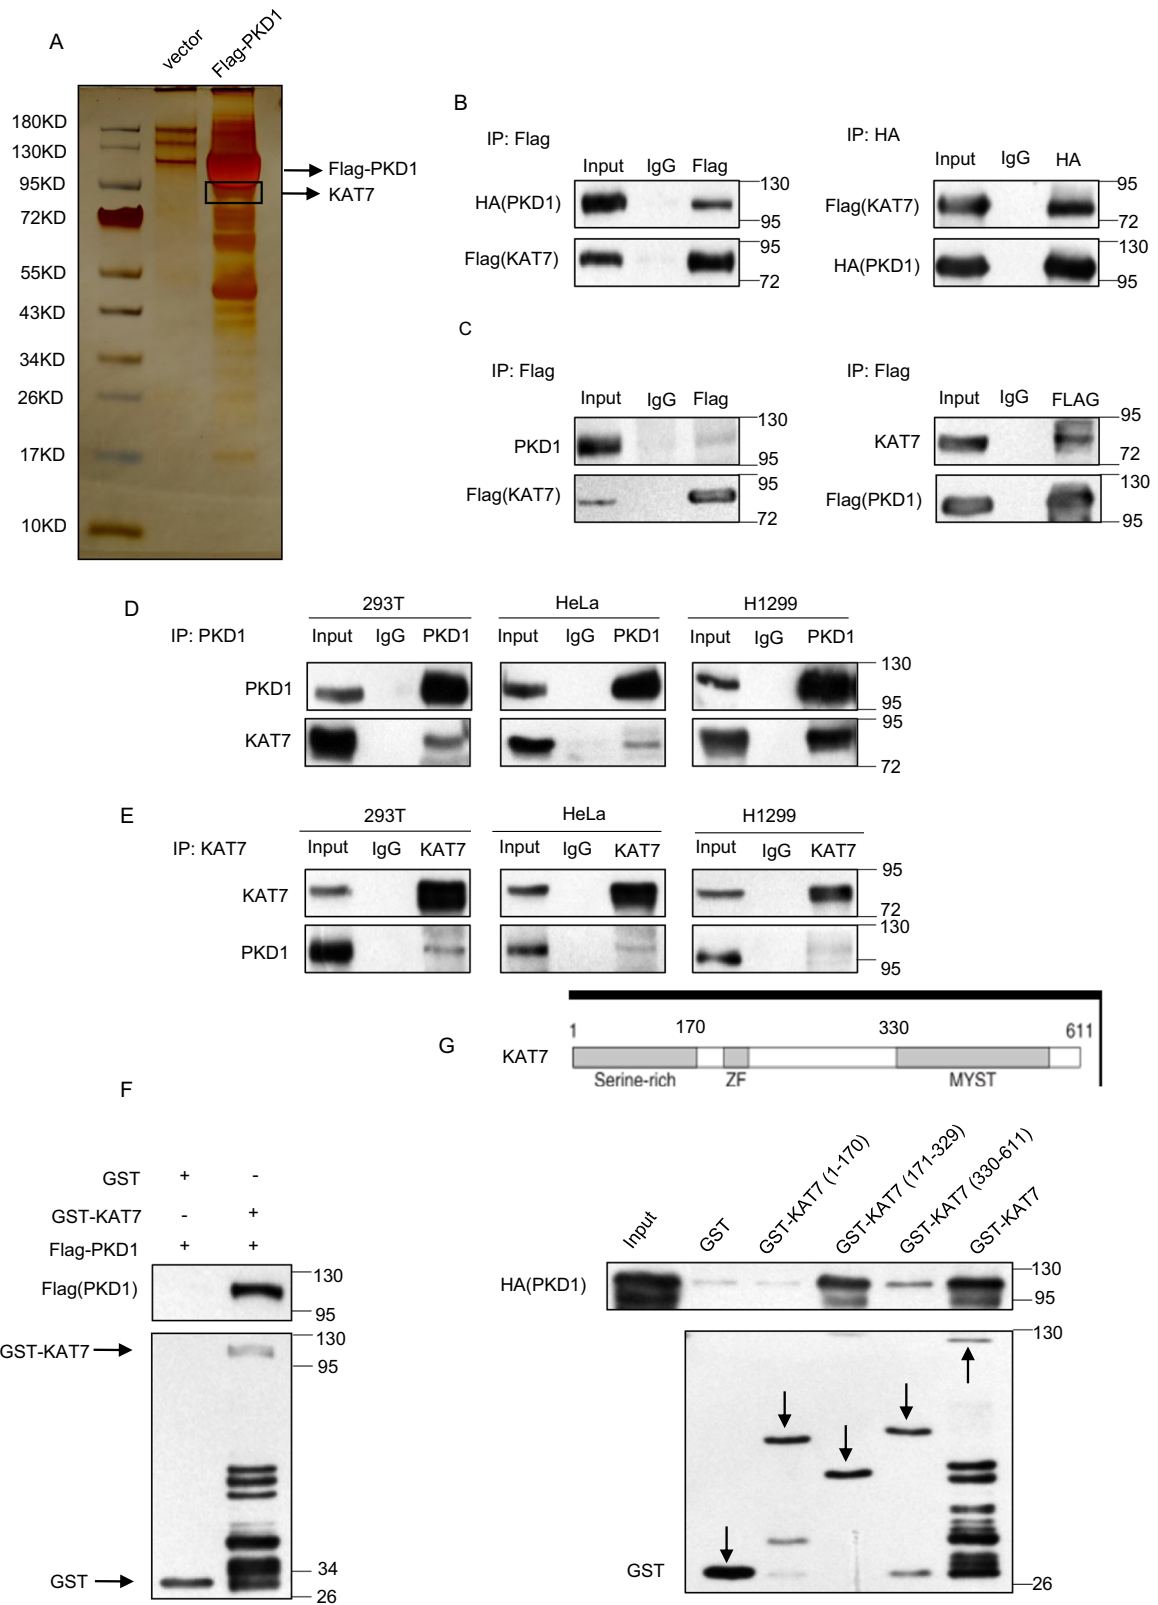 A
vector
Flag-PKD1
180KD
130KD
95KD
72KD
55KD
43KD
34KD
26KD
17KD
10KD
Flag-PKD1
KAT7
B
IP: Flag
Input IgG Flag
HA(PKD1)
130
95
Flag(KAT7)
95
72
IP: HA
Input IgG HA
Flag(KAT7)
95
72
HA(PKD1)
130
95
C
IP: Flag
Input IgG Flag
PKD1
130
95
Flag(KAT7)
95
72
IP: Flag
Input IgG FLAG
KAT7
95
72
Flag(PKD1)
130
95
D
293T HeLa H1299
IP: PKD1
Input IgG PKD1 Input IgG PKD1 Input IgG PKD1
PKD1
130
95
KAT7
95
72
E
293T HeLa H1299
IP: KAT7
Input IgG KAT7 Input IgG KAT7 Input IgG KAT7
KAT7
95
72
PKD1
130
95
F
GST + -
GST-KAT7 - +
Flag-PKD1 + +
Flag(PKD1)
130
95
GST-KAT7
130
95
GST
34
26
G
1 170 330 611
KAT7
Serine-rich ZF MYST
Input
GST
GST-KAT7 (1-170)
GST-KAT7 (171-329)
GST-KAT7 (330-611)
GST-KAT7
HA(PKD1)
130
95
130
GST
26